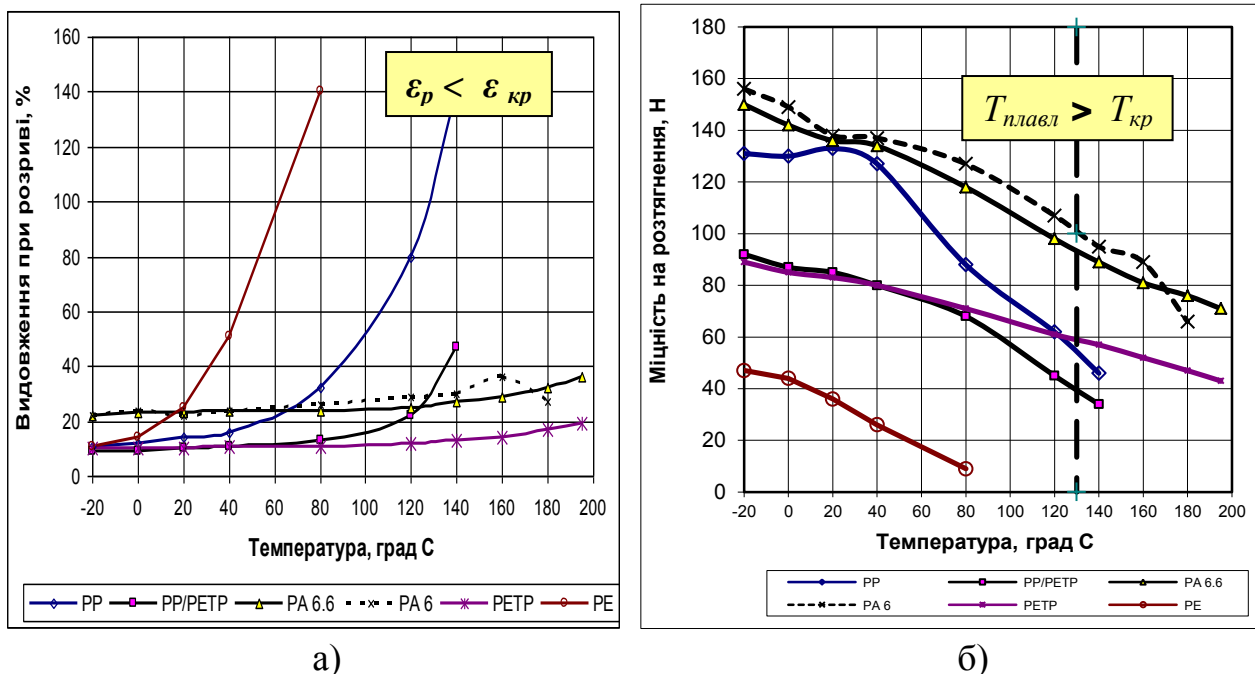 160
140
120
100
80
60
40
20
0
-20 0 20 40 60 80 100 120 140 160 180 200
Видовження при розриві, %
Температура, град С
εр < ε кр
PP PP/PETP PA 6.6 PA 6 PETP PE
а)
180
160
140
120
100
80
60
40
20
0
-20 0 20 40 60 80 100 120 140 160 180 200
Міцність на розтягнення, Н
Температура, град С
Тплавл > Ткр
PP PP/PETP PA 6.6
PA 6 PETP PE
б)